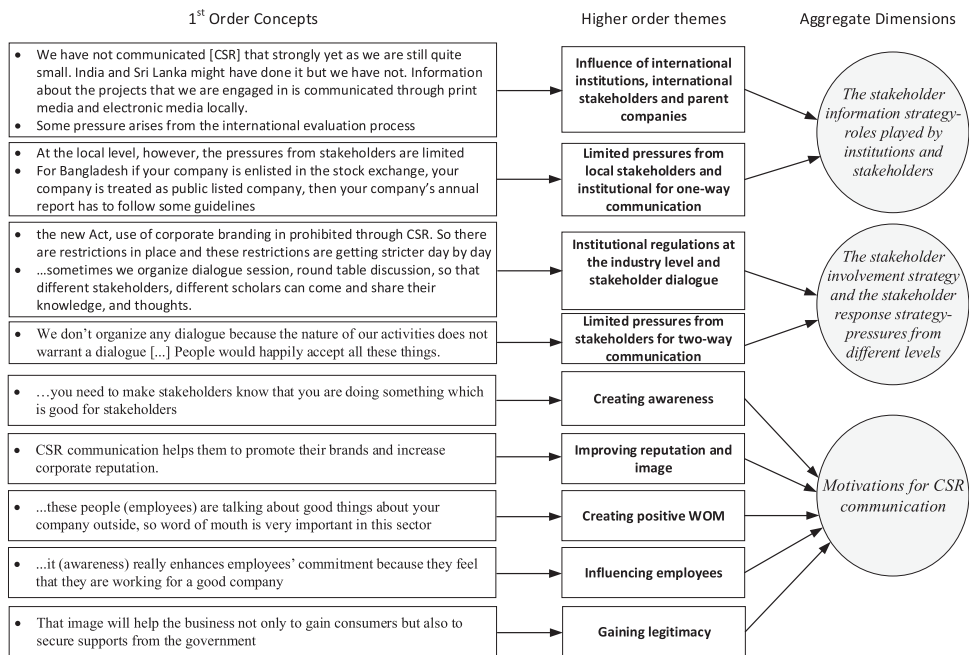 1st Order Concepts
Higher order themes
Aggregate Dimensions
• We have not communicated [CSR] that strongly yet as we are still quite
small. India and Sri Lanka might have done it but we have not. Information
about the projects that we are engaged in is communicated through print
media and electronic media locally.
• Some pressure arises from the international evaluation process
Influence of international
institutions, international
stakeholders and parent
companies
The stakeholder
information strategy-
roles played by
institutions and
stakeholders
• At the local level, however, the pressures from stakeholders are limited
• For Bangladesh if your company is enlisted in the stock exchange, your
company is treated as public listed company, then your company's annual
report has to follow some guidelines
Limited pressures from
local stakeholders and
institutional for one-way
communication
• the new Act, use of corporate branding in prohibited through CSR. So there
are restrictions in place and these restrictions are getting stricter day by day
• ...sometimes we organize dialogue session, round table discussion, so that
different stakeholders, different scholars can come and share their
knowledge, and thoughts.
Institutional regulations at
the industry level and
stakeholder dialogue
The stakeholder
involvement strategy
and the stakeholder
response strategy-
pressures from
different levels
• We don't organize any dialogue because the nature of our activities does not
warrant a dialogue [...] People would happily accept all these things.
Limited pressures from
stakeholders for two-way
communication
• …you need to make stakeholders know that you are doing something which
is good for stakeholders
Creating awareness
• CSR communication helps them to promote their brands and increase
corporate reputation.
Improving reputation and
image
Motivations for CSR
communication
• ...these people (employees) are talking about good things about your
company outside, so word of mouth is very important in this sector
Creating positive WOM
• ...it (awareness) really enhances employees' commitment because they feel
that they are working for a good company
Influencing employees
• That image will help the business not only to gain consumers but also to
secure supports from the government
Gaining legitimacy